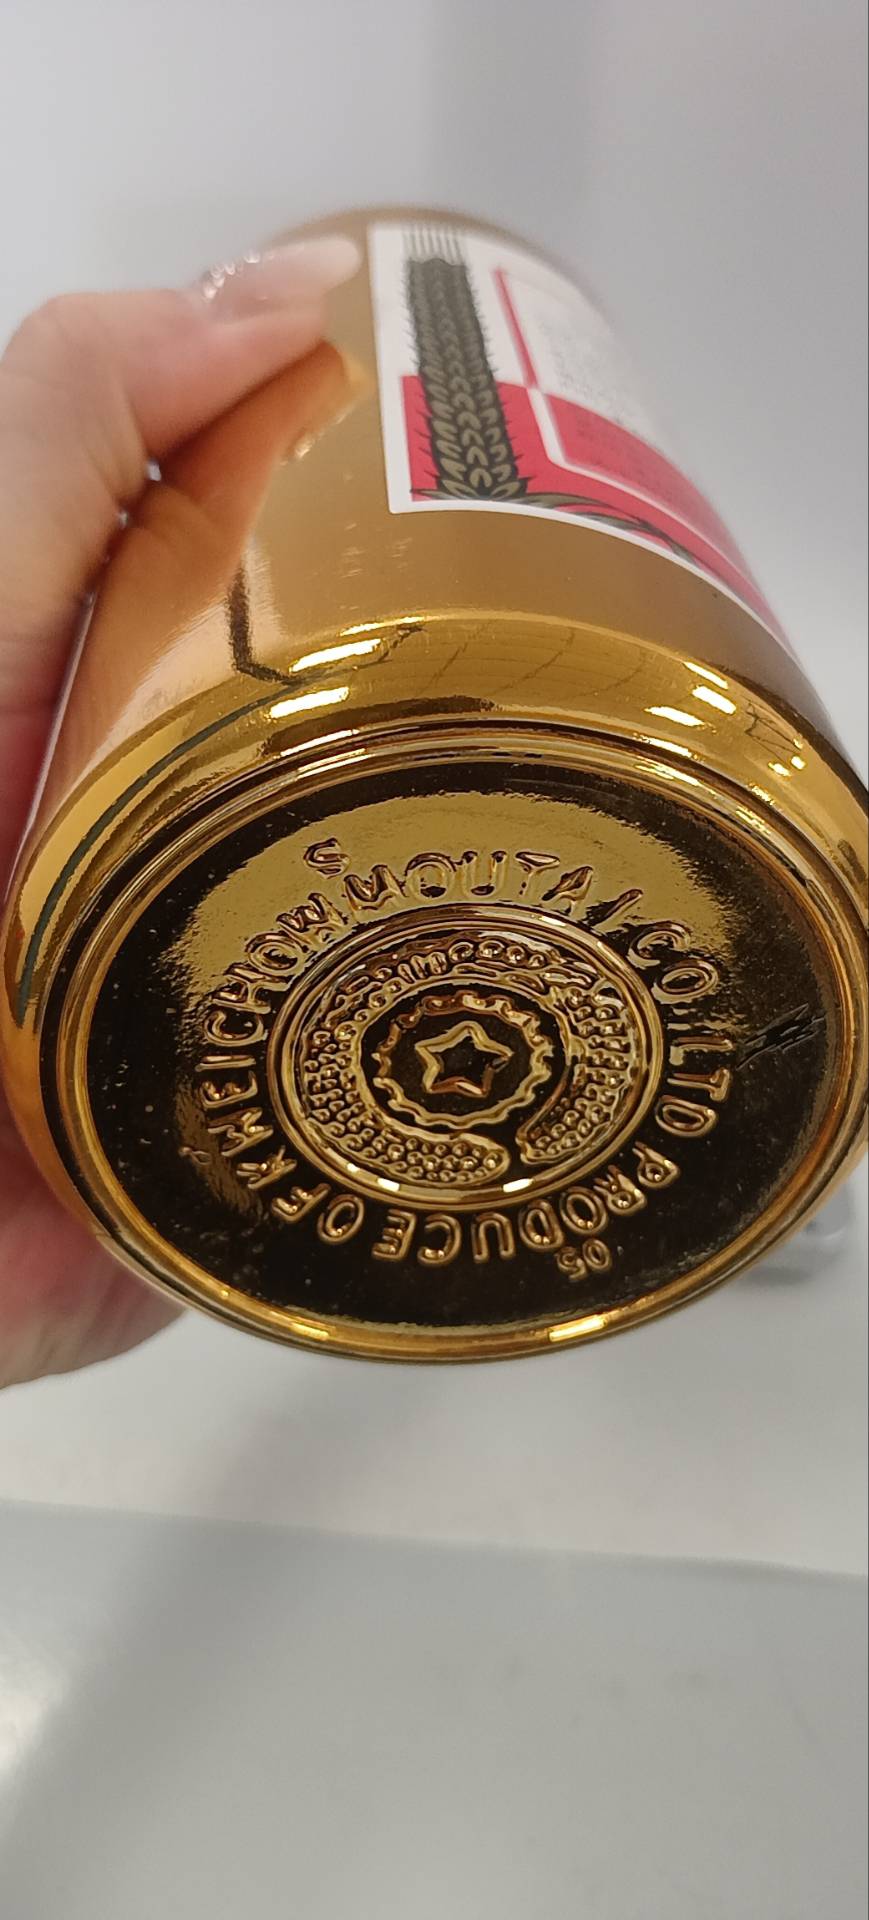 KWEICHOW MOUTAI CO.,LTD PRODUCE OF
S
05